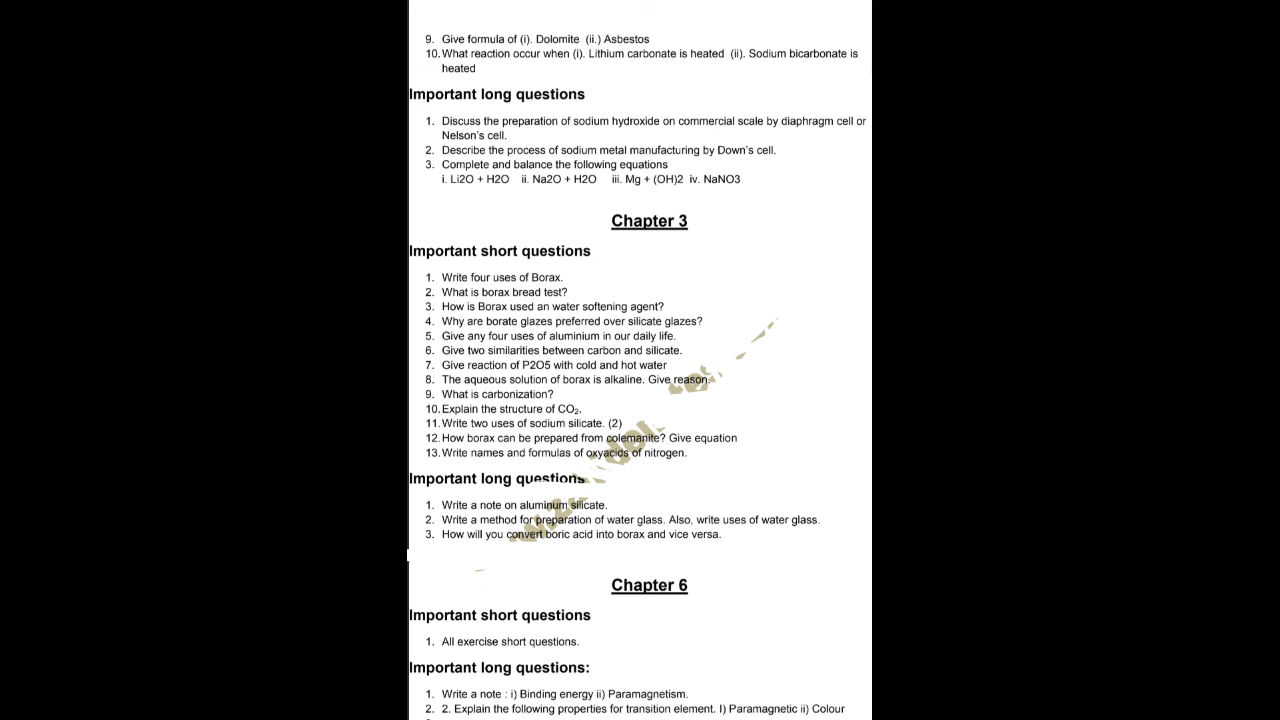 9. Give formula of (i). Dolomite (ii.) Asbestos
10. What reaction occur when (i). Lithium carbonate is heated (ii). Sodium bicarbonate is
heated
Important long questions
1. Discuss the preparation of sodium hydroxide on commercial scale by diaphragm cell or
Nelson's cell.
2. Describe the process of sodium metal manufacturing by Down's cell.
3. Complete and balance the following equations
i. Li2O + H2O ii. Na2O + H2O iii. Mg + (OH)2 iv. NaNO3
Chapter 3
Important short questions
1. Write four uses of Borax.
2. What is borax bread test?
3. How is Borax used an water softening agent?
4. Why are borate glazes preferred over silicate glazes?
5. Give any four uses of aluminium in our daily life.
6. Give two similarities between carbon and silicate.
7. Give reaction of P2O5 with cold and hot water
8. The aqueous solution of borax is alkaline. Give reason.
9. What is carbonization?
10. Explain the structure of CO₂.
11. Write two uses of sodium silicate. (2)
12. How borax can be prepared from colemanite? Give equation
13. Write names and formulas of oxyacids of nitrogen.
Important long questions
1. Write a note on aluminum silicate.
2. Write a method for preparation of water glass. Also, write uses of water glass.
3. How will you convert boric acid into borax and vice versa.
Chapter 6
Important short questions
1. All exercise short questions.
Important long questions:
1. Write a note : i) Binding energy ii) Paramagnetism.
2. 2. Explain the following properties for transition element. I) Paramagnetic ii) Colour